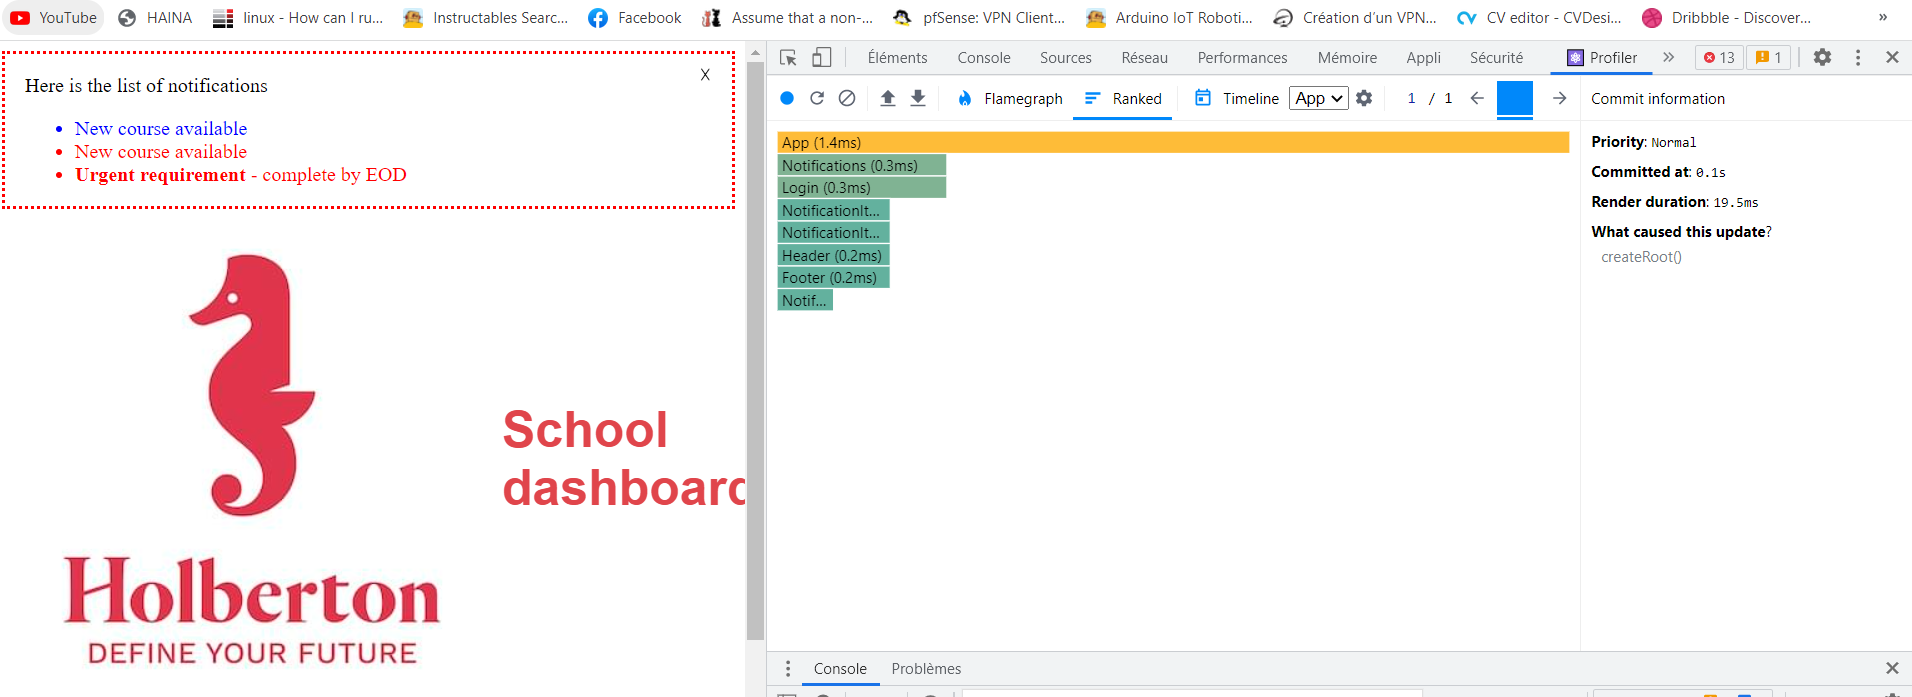 YouTube HAINA linux - How can I ru... Instructables Searc... Facebook Assume that a non-... pfSense: VPN Client... Arduino IoT Roboti... Création d'un VPN... CV editor - CVDesi... Dribbble - Discover... »
X
Here is the list of notifications
New course available
New course available
Urgent requirement - complete by EOD
School
dashboard
Holberton
DEFINE YOUR FUTURE
Éléments Console Sources Réseau Performances Mémoire Appli Sécurité Profiler » 13 1
Flamegraph Ranked Timeline App 1 / 1 Commit information
App (1.4ms)
Notifications (0.3ms)
Login (0.3ms)
NotificationIt...
NotificationIt...
Header (0.2ms)
Footer (0.2ms)
Notif...
Priority: Normal
Committed at: 0.1s
Render duration: 19.5ms
What caused this update?
createRoot()
Console Problèmes